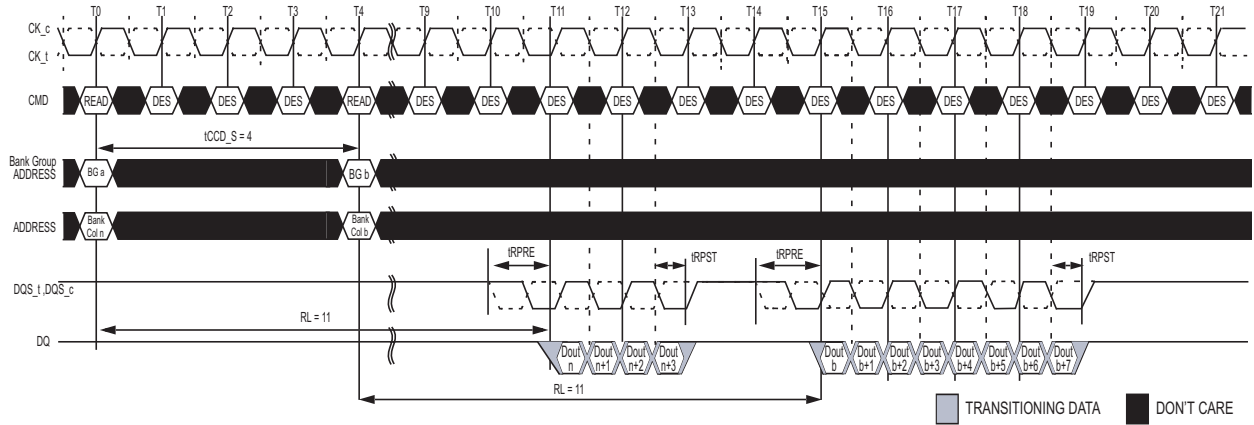 T0 T1 T2 T3 T4 T9 T10 T11 T12 T13 T14 T15 T16 T17 T18 T19 T20 T21
CK_c
CK_t
CMD READ DES DES DES READ DES DES DES DES DES DES DES DES DES DES DES DES DES
tCCD_S = 4
Bank Group
ADDRESS
BG a BG b
ADDRESS
Bank
Col n
Bank
Col b
tRPRE tRPST tRPRE tRPST
DQS_t ,DQS_c
RL = 11
DQ
Dout
n
Dout
n+1
Dout
n+2
Dout
n+3
Dout
b
Dout
b+1
Dout
b+2
Dout
b+3
Dout
b+4
Dout
b+5
Dout
b+6
Dout
b+7
RL = 11
TRANSITIONING DATA DON'T CARE